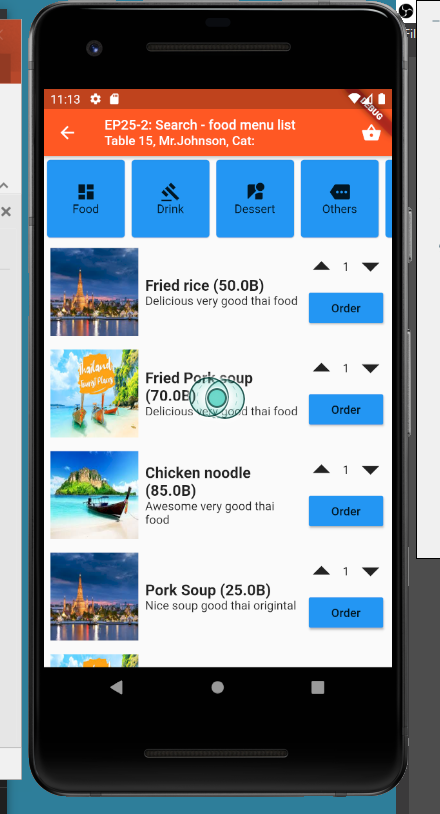 Fil
11:13
DEBUG
EP25-2: Search - food menu list
Table 15, Mr.Johnson, Cat:
Food
Drink
Dessert
Others
Fried rice (50.0B)
Delicious very good thai food
1
Order
Thailand
Travel Places
Fried Pork soup
(70.0B)
Delicious very good thai food
1
Order
Chicken noodle
(85.0B)
Awesome very good thai
food
1
Order
Pork Soup (25.0B)
Nice soup good thai origintal
1
Order